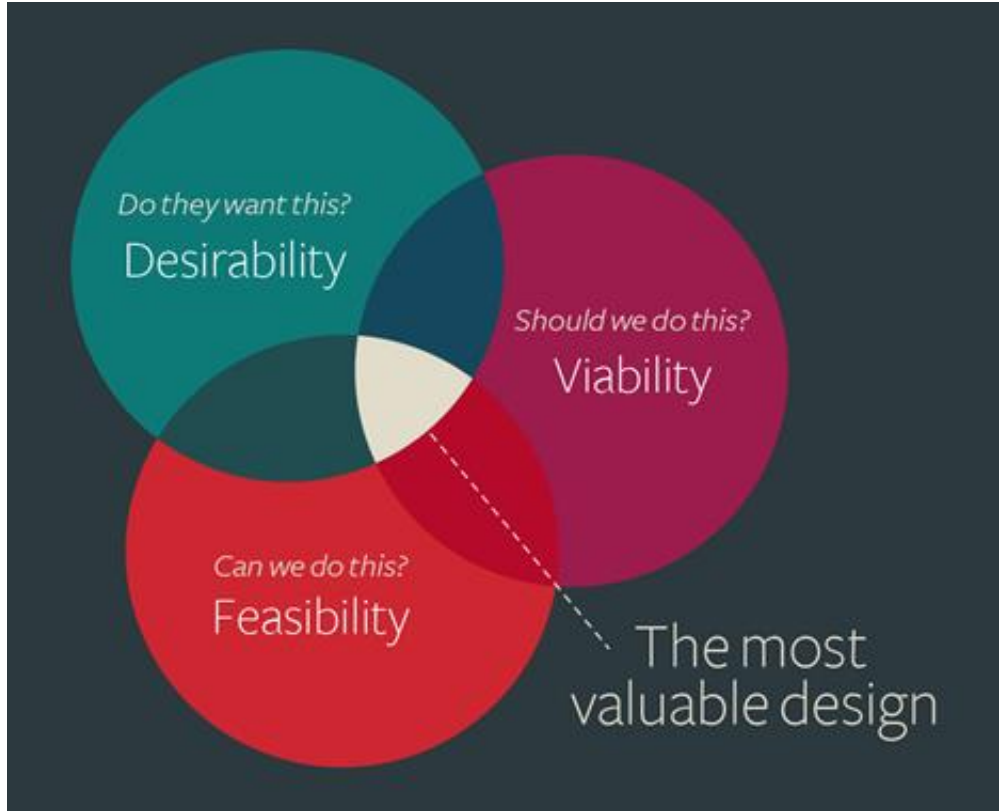 Do they want this?
Desirability
Should we do this?
Viability
Can we do this?
Feasibility
The most
valuable design